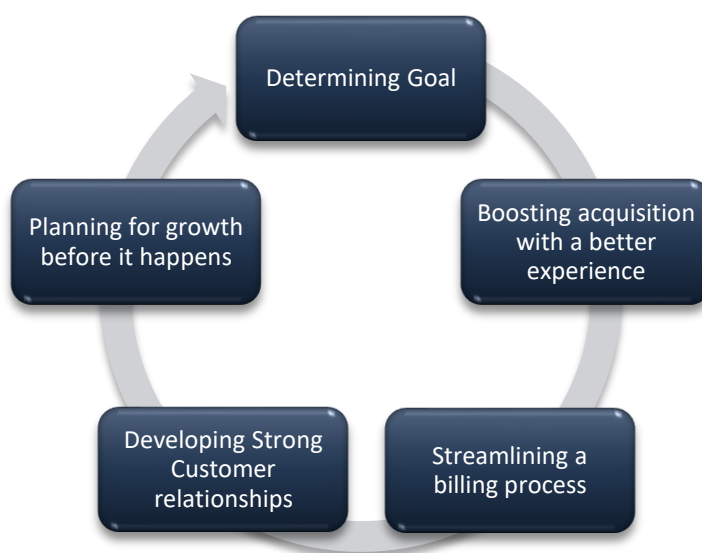 Determining Goal
Boosting acquisition
with a better
experience
Streamlining a
billing process
Developing Strong
Customer
relationships
Planning for growth
before it happens